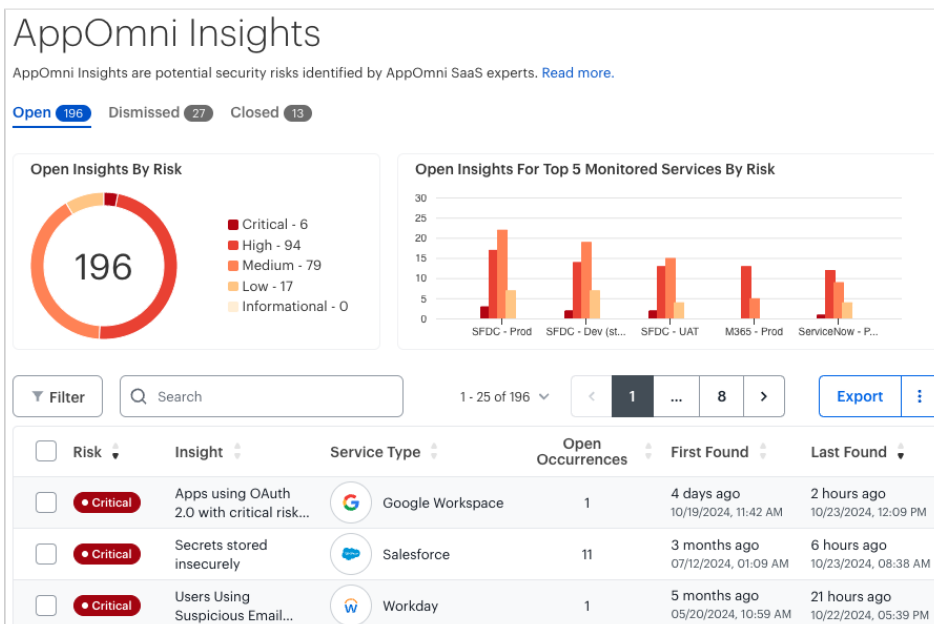 AppOmni Insights
AppOmni Insights are potential security risks identified by AppOmni SaaS experts. Read more.
Open 196 Dismissed 27 Closed 13
Open Insights By Risk
196
Critical - 6
High - 94
Medium - 79
Low - 17
Informational - 0
Open Insights For Top 5 Monitored Services By Risk
30
25
20
15
10
5
0
SFDC - Prod SFDC - Dev (st... SFDC - UAT M365 - Prod ServiceNow - P...
Filter Search 1 - 25 of 196 < 1 ... 8 > Export
Risk Insight Service Type Open Occurrences First Found Last Found
Critical Apps using OAuth 2.0 with critical risk... Google Workspace 1 4 days ago 10/19/2024, 11:42 AM 2 hours ago 10/23/2024, 12:09 PM
Critical Secrets stored insecurely Salesforce 11 3 months ago 07/12/2024, 01:09 AM 6 hours ago 10/23/2024, 08:38 AM
Critical Users Using Suspicious Email... Workday 1 5 months ago 05/20/2024, 10:59 AM 21 hours ago 10/22/2024, 05:39 PM